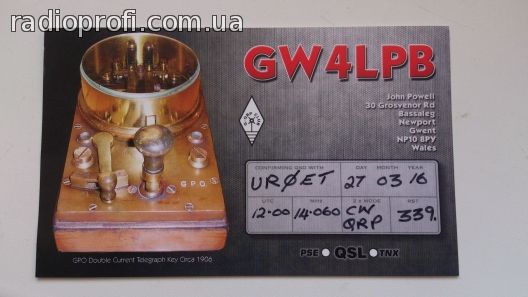 radioprofi.com.ua
GW4LPB
John Powell
30 Grosvenor Rd
Bassaleg
Newport
Gwent
NP10 8PY
Wales
CONFIRMING QSO WITH DAY MONTH YEAR
URØET 27 03 16
UTC MHz 2 x MODE RST
12-00 14.060 CW QRP 339.
PSE QSL TNX
GPO
GPO Double Current Telegraph Key Circa 1906